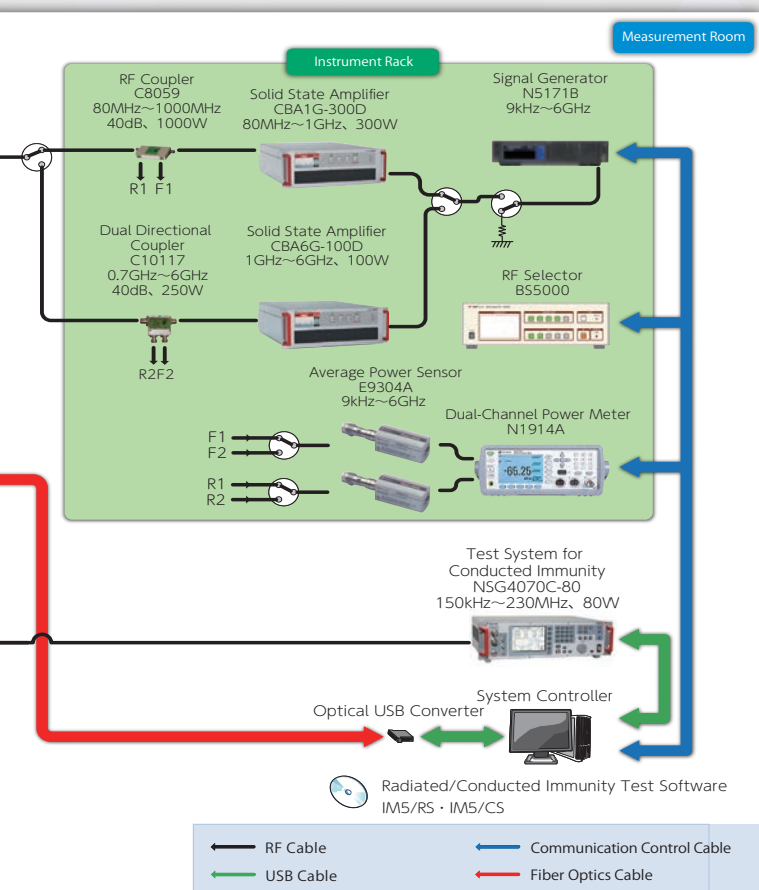 Measurement Room
Instrument Rack
RF Coupler
C8059
80MHz～1000MHz
40dB、1000W
Solid State Amplifier
CBA1G-300D
80MHz～1GHz、300W
Signal Generator
N5171B
9kHz～6GHz
R1 F1
Dual Directional
Coupler
C10117
0.7GHz～6GHz
40dB、250W
Solid State Amplifier
CBA6G-100D
1GHz～6GHz、100W
RF Selector
BS5000
R2F2
Average Power Sensor
E9304A
9kHz～6GHz
Dual-Channel Power Meter
N1914A
F1
F2
R1
R2
-65.25
Test System for
Conducted Immunity
NSG4070C-80
150kHz～230MHz、80W
System Controller
Optical USB Converter
Radiated/Conducted Immunity Test Software
IM5/RS・IM5/CS
RF Cable
Communication Control Cable
USB Cable
Fiber Optics Cable